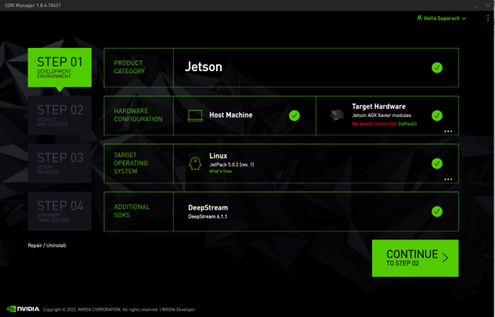 SDK Manager 1.8.4.10431
Hello Suparach
STEP 01
DEVELOPMENT
ENVIRONMENT
PRODUCT
CATEGORY
Jetson
STEP 02
DETAILS
AND LICENSE
HARDWARE
CONFIGURATION
Host Machine
Target Hardware
Jetson AGX Xavier modules
No board connected (refresh)
...
STEP 03
SETUP
PROCESS
TARGET
OPERATING
SYSTEM
Linux
JetPack 5.0.2 (rev. 1)
What's New
...
STEP 04
SUMMARY
FINALIZATION
ADDITIONAL
SDKS
DeepStream
DeepStream 6.1.1
Repair / Uninstall
CONTINUE
TO STEP 02
NVIDIA Copyright © 2022, NVIDIA CORPORATION. All rights reserved. | NVIDIA Developer